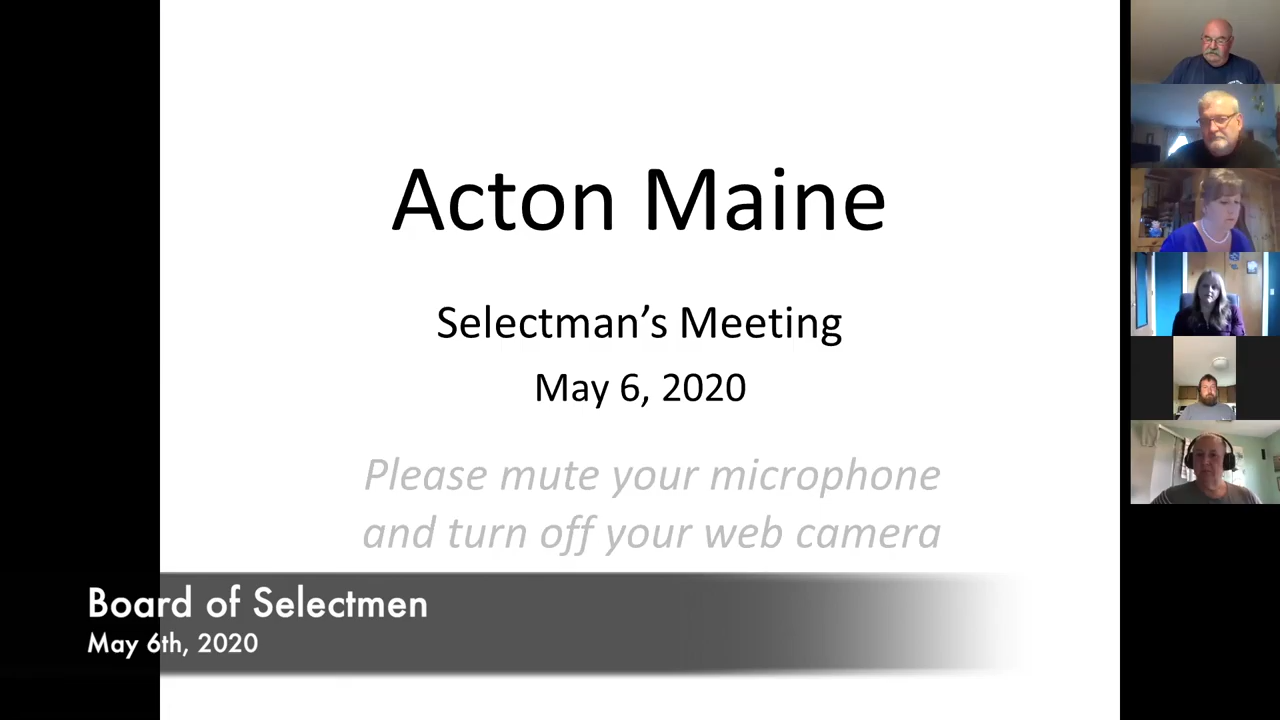 Acton Maine
Selectman's Meeting
May 6, 2020
Please mute your microphone
and turn off your web camera
Board of Selectmen
May 6th, 2020